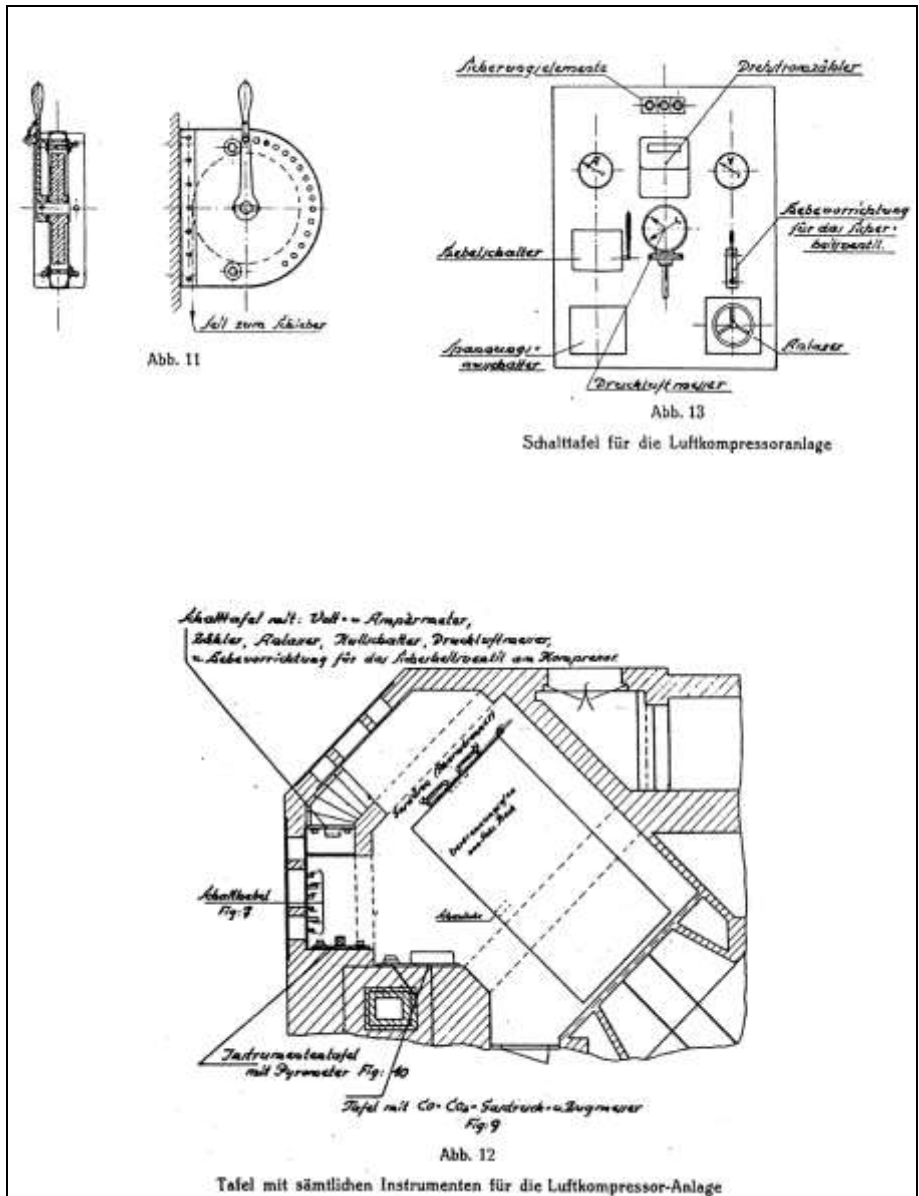 Sicherungselemente
Drehstromzähler
A
V
Hebevorrichtung
für das Sicher-
heitsventil.
Hebelschalter
Seil zum Schieber
Abb. 11
Spannungs-
umschalter
Anlasser
Druckluftmesser
Abb. 13
Schalttafel für die Luftkompressoranlage
Schalttafel mit: Volt- u Ampèrmeter,
Zähler, Anlasser, Nullschalter, Druckluftmesser,
u Hebevorrichtung für das Sicherheitsventil am Kompressor.
Schalthebel
Fig: 7
Instrumententafel
mit Pyrometer Fig: 10
Tafel mit CO- CO₂- Gasdruck- u. Zugmesser
Fig: 9
Abb. 12
Tafel mit sämtlichen Instrumenten für die Luftkompressor-Anlage